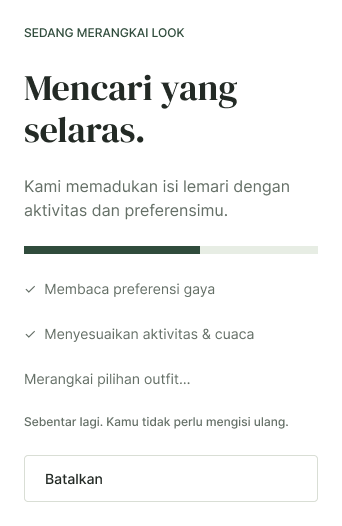 SEDANG MERANGKAI LOOK
Mencari yang
selaras.
Kami memadukan isi lemari dengan
aktivitas dan preferensimu.
✓ Membaca preferensi gaya
✓ Menyesuaikan aktivitas & cuaca
Merangkai pilihan outfit...
Sebentar lagi. Kamu tidak perlu mengisi ulang.
Batalkan